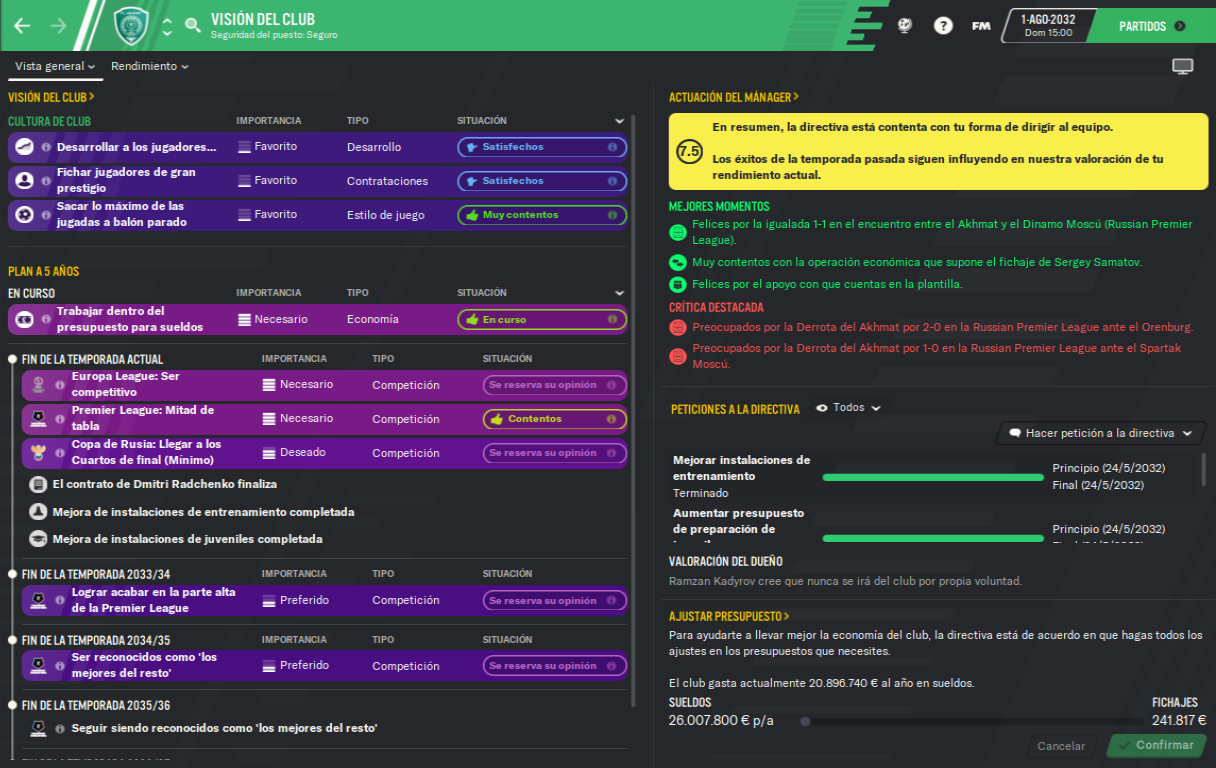 VISIÓN DEL CLUB
Seguridad del puesto: Seguro
?
FM
1-AGO-2032
Dom 15:00
PARTIDOS
Vista general
Rendimiento
VISIÓN DEL CLUB
CULTURA DE CLUB IMPORTANCIA TIPO SITUACIÓN
Desarrollar a los jugadores... Favorito Desarrollo Satisfechos
Fichar jugadores de gran
prestigio Favorito Contrataciones Satisfechos
Sacar lo máximo de las
jugadas a balón parado Favorito Estilo de juego Muy contentos
PLAN A 5 AÑOS
EN CURSO IMPORTANCIA TIPO SITUACIÓN
Trabajar dentro del
presupuesto para sueldos Necesario Economía En curso
FIN DE LA TEMPORADA ACTUAL IMPORTANCIA TIPO SITUACIÓN
Europa League: Ser
competitivo Necesario Competición Se reserva su opinión
Premier League: Mitad de
tabla Necesario Competición Contentos
Copa de Rusia: Llegar a los
Cuartos de final (Mínimo) Deseado Competición Se reserva su opinión
El contrato de Dmitri Radchenko finaliza
Mejora de instalaciones de entrenamiento completada
Mejora de instalaciones de juveniles completada
FIN DE LA TEMPORADA 2033/34 IMPORTANCIA TIPO SITUACIÓN
Lograr acabar en la parte alta
de la Premier League Preferido Competición Se reserva su opinión
FIN DE LA TEMPORADA 2034/35 IMPORTANCIA TIPO SITUACIÓN
Ser reconocidos como 'los
mejores del resto' Preferido Competición Se reserva su opinión
FIN DE LA TEMPORADA 2035/36
Seguir siendo reconocidos como 'los mejores del resto'
ACTUACIÓN DEL MÁNAGER
7.5
En resumen, la directiva está contenta con tu forma de dirigir al equipo.
Los éxitos de la temporada pasada siguen influyendo en nuestra valoración de tu
rendimiento actual.
MEJORES MOMENTOS
Felices por la igualada 1-1 en el encuentro entre el Akhmat y el Dinamo Moscú (Russian Premier
League).
Muy contentos con la operación económica que supone el fichaje de Sergey Samatov.
Felices por el apoyo con que cuentas en la plantilla.
CRÍTICA DESTACADA
Preocupados por la Derrota del Akhmat por 2-0 en la Russian Premier League ante el Orenburg.
Preocupados por la Derrota del Akhmat por 1-0 en la Russian Premier League ante el Spartak
Moscú.
PETICIONES A LA DIRECTIVA Todos
Hacer petición a la directiva
Mejorar instalaciones de
entrenamiento
Terminado
Principio (24/5/2032)
Final (24/5/2032)
Aumentar presupuesto
de preparación de
Principio (24/5/2032)
VALORACIÓN DEL DUEÑO
Ramzan Kadyrov cree que nunca se irá del club por propia voluntad.
AJUSTAR PRESUPUESTO
Para ayudarte a llevar mejor la economía del club, la directiva está de acuerdo en que hagas todos los
ajustes en los presupuestos que necesites.
El club gasta actualmente 20.896.740 € al año en sueldos.
SUELDOS FICHAJES
26.007.800 € p/a 241.817 €
Cancelar Confirmar